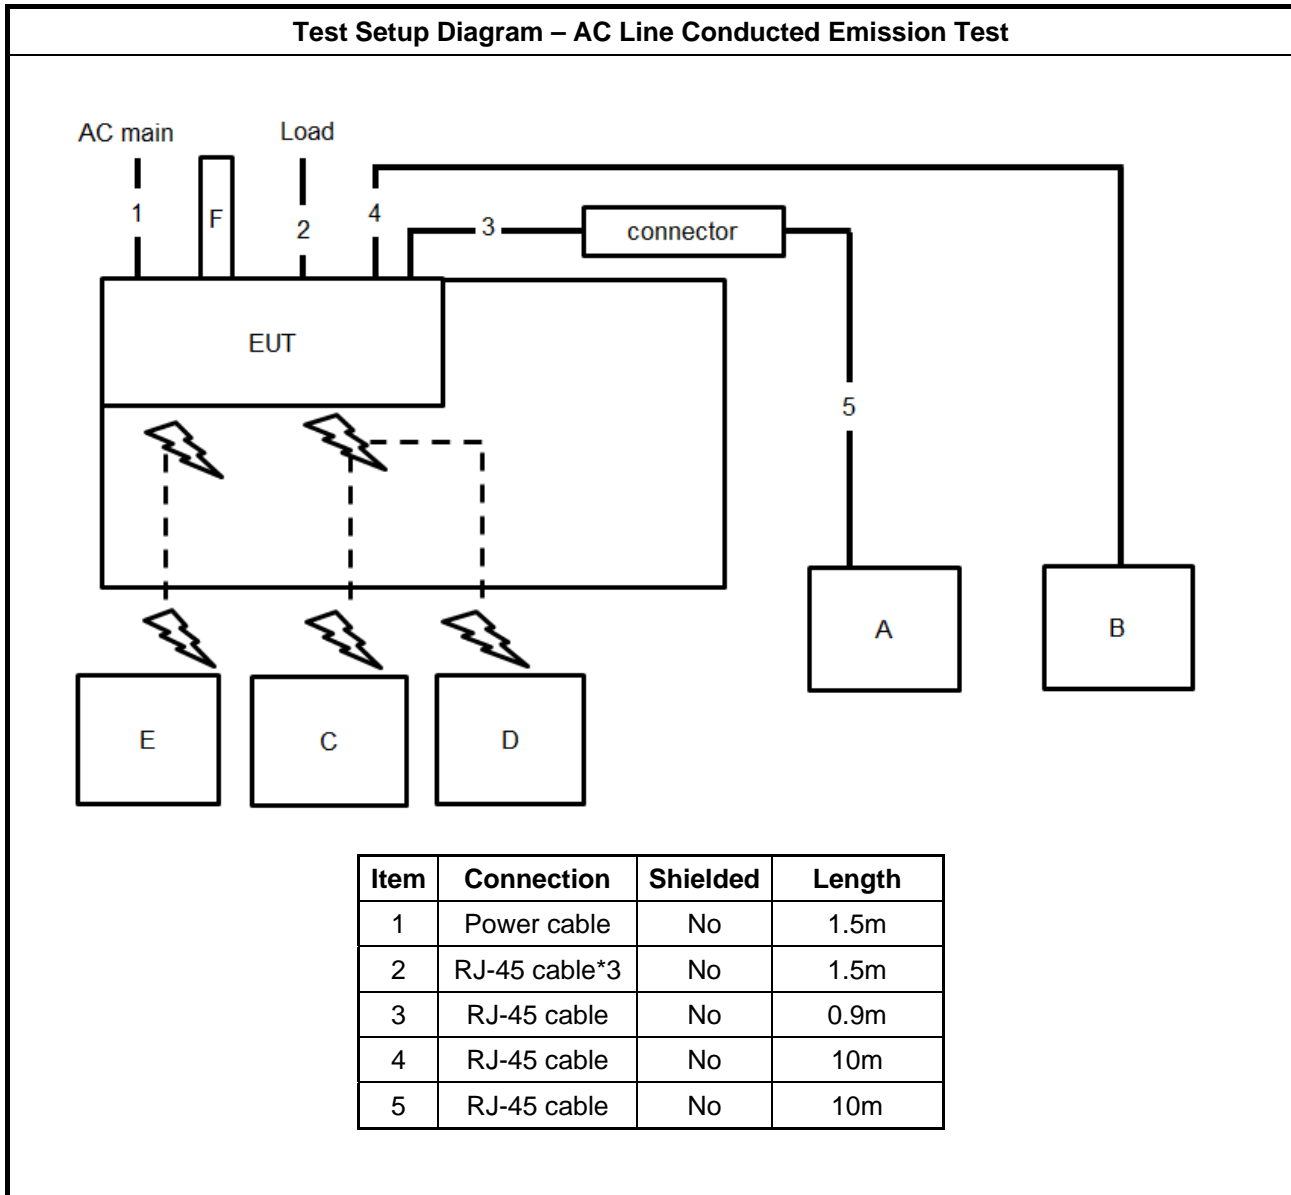 Test Setup Diagram – AC Line Conducted Emission Test
AC main
Load
1
F
2
4
3
connector
EUT
5
A
B
E
C
D
Item Connection Shielded Length
1 Power cable No 1.5m
2 RJ-45 cable*3 No 1.5m
3 RJ-45 cable No 0.9m
4 RJ-45 cable No 10m
5 RJ-45 cable No 10m